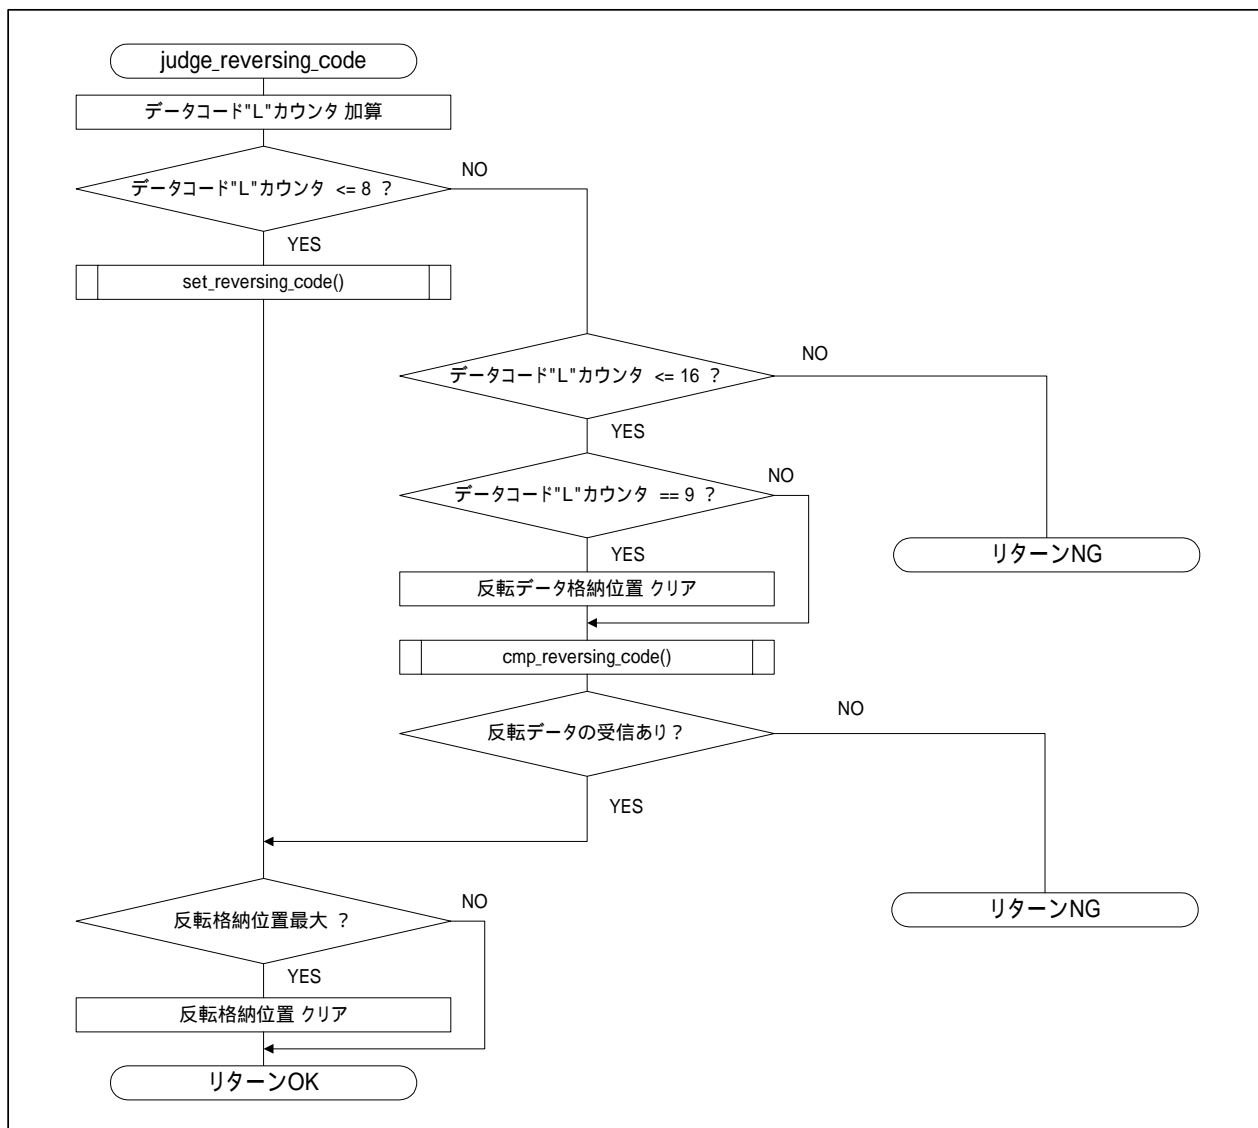 judge_reversing_code
データコード"L"カウンタ 加算
データコード"L"カウンタ <= 8 ?
NO
YES
set_reversing_code()
データコード"L"カウンタ <= 16 ?
NO
YES
データコード"L"カウンタ == 9 ?
NO
YES
リターンNG
反転データ格納位置 クリア
cmp_reversing_code()
反転データの受信あり?
NO
YES
反転格納位置最大 ?
NO
リターンNG
YES
反転格納位置 クリア
リターンOK